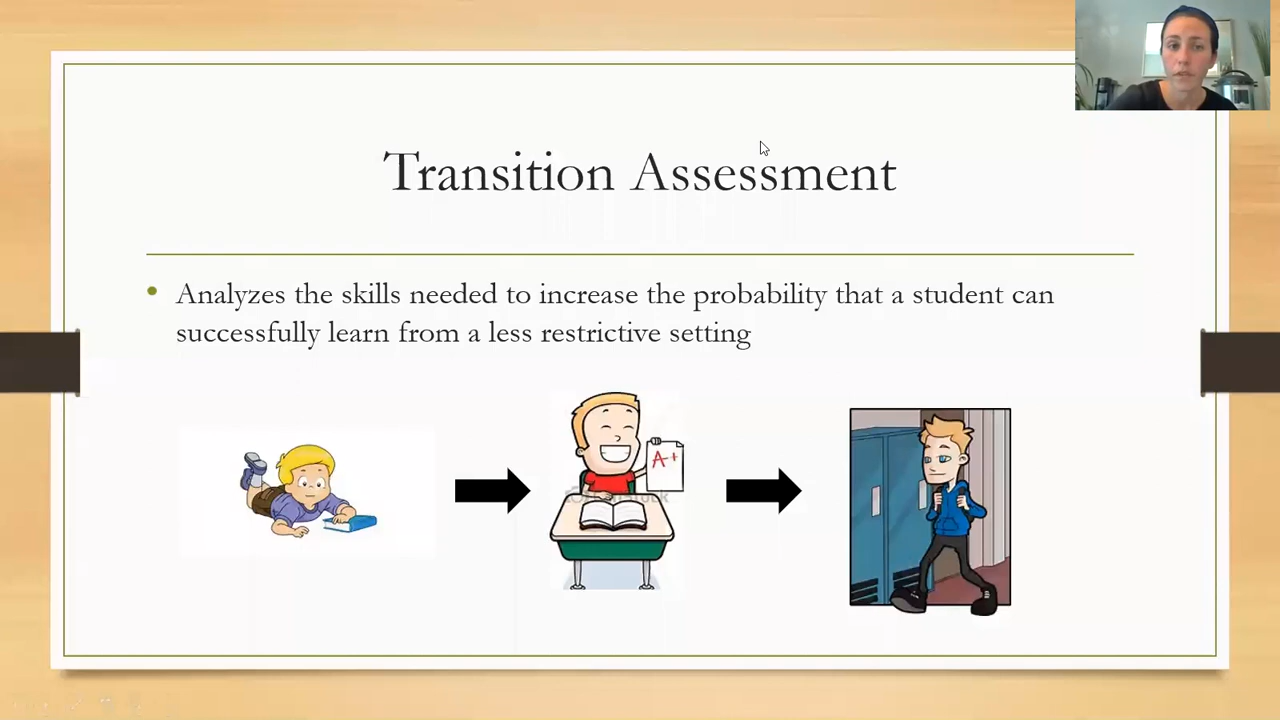 Transition Assessment
Analyzes the skills needed to increase the probability that a student can
successfully learn from a less restrictive setting
A+